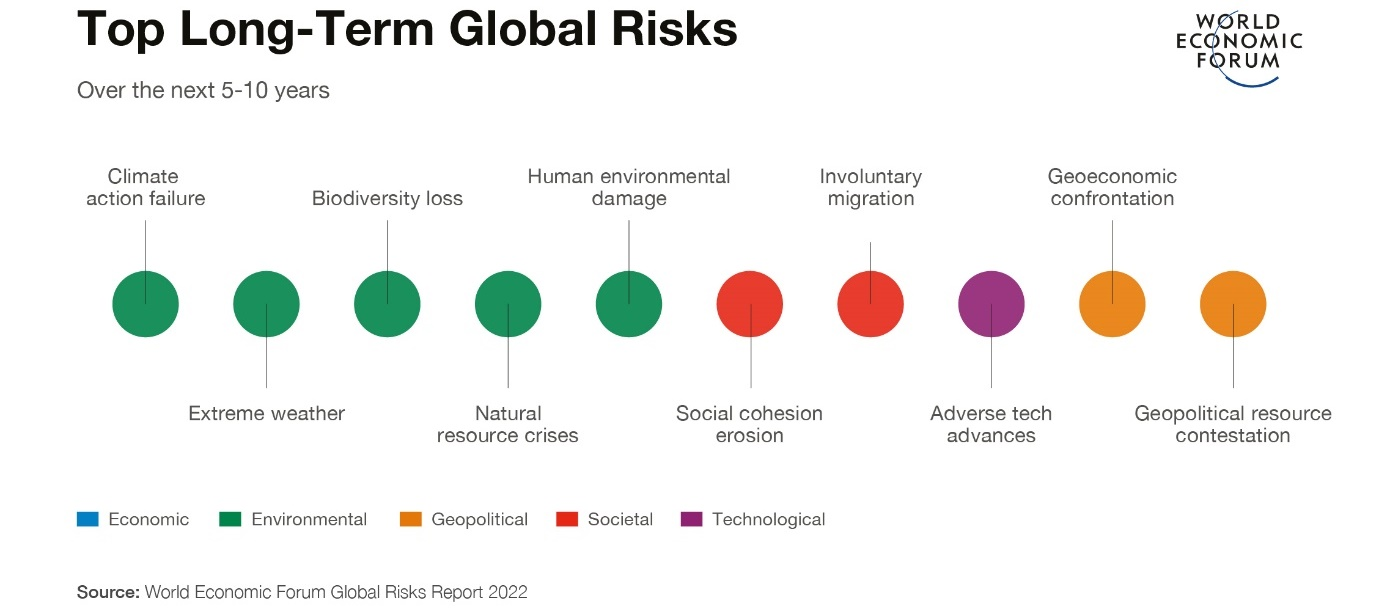 Top Long-Term Global Risks
WORLD
ECONOMIC
FORUM
Over the next 5-10 years
Climate
action failure
Biodiversity loss
Human environmental
damage
Involuntary
migration
Geoeconomic
confrontation
Extreme weather
Natural
resource crises
Social cohesion
erosion
Adverse tech
advances
Geopolitical resource
contestation
Economic
Environmental
Geopolitical
Societal
Technological
Source: World Economic Forum Global Risks Report 2022